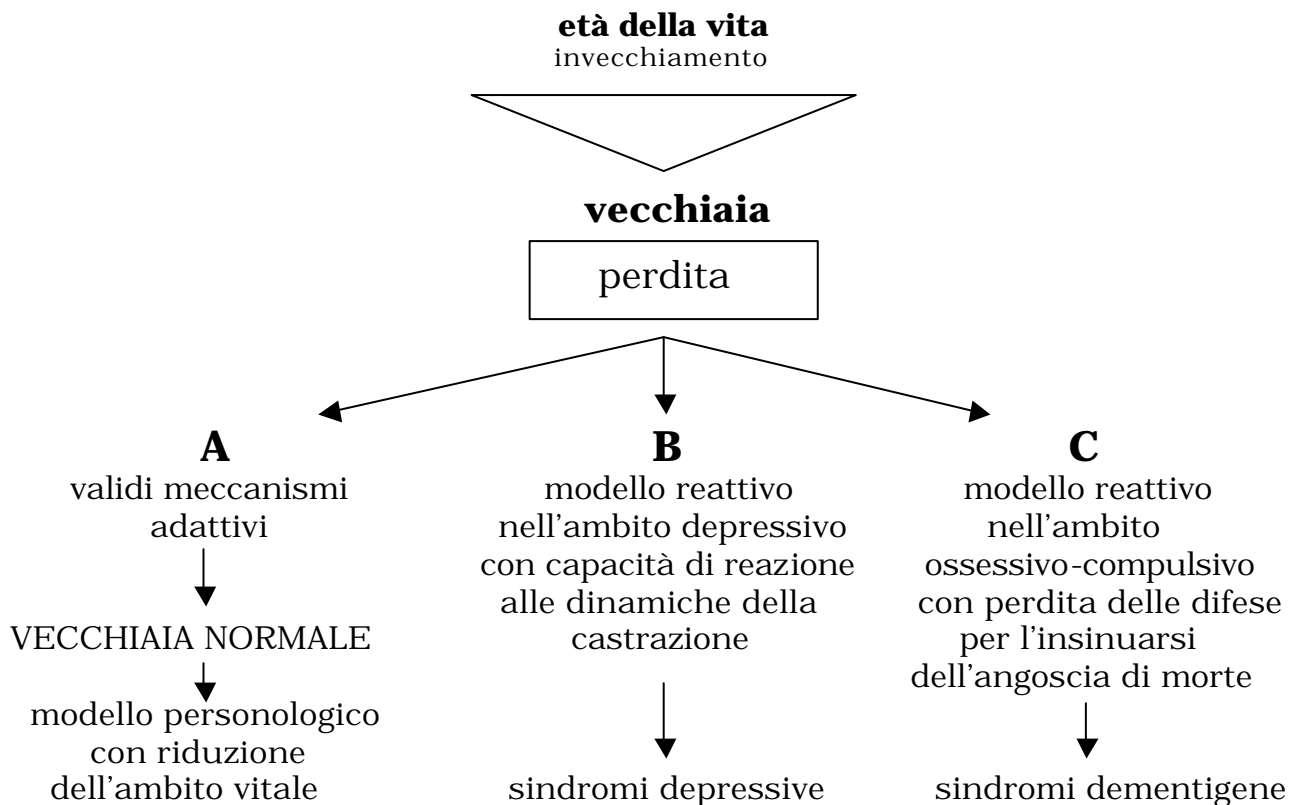 età della vita
invecchiamento
vecchiaia
perdita
A
validi meccanismi
adattivi
VECCHIAIA NORMALE
modello personologico
con riduzione
dell'ambito vitale
B
modello reattivo
nell'ambito depressivo
con capacità di reazione
alle dinamiche della
castrazione
sindromi depressive
C
modello reattivo
nell'ambito
ossessivo-compulsivo
con perdita delle difese
per l'insinuarsi
dell'angoscia di morte
sindromi dementigene